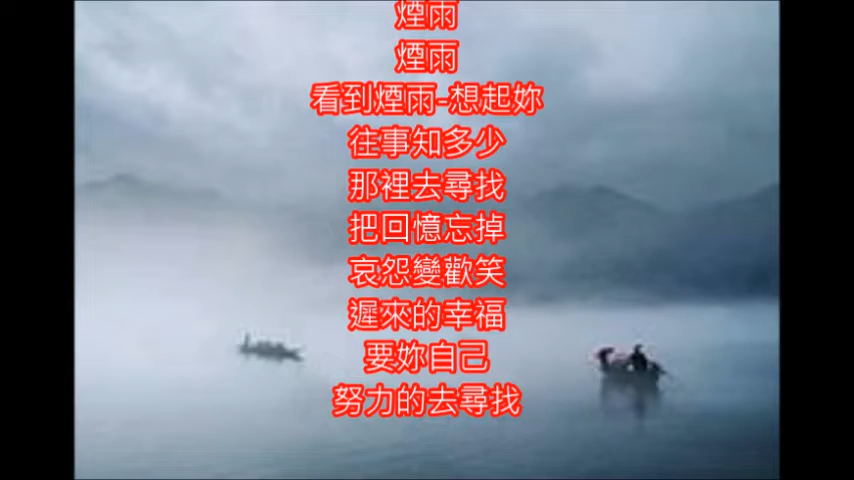 煙雨
煙雨
看到煙雨-想起妳
往事知多少
那裡去尋找
把回憶忘掉
哀怨變歡笑
遲來的幸福
要妳自己
努力的去尋找